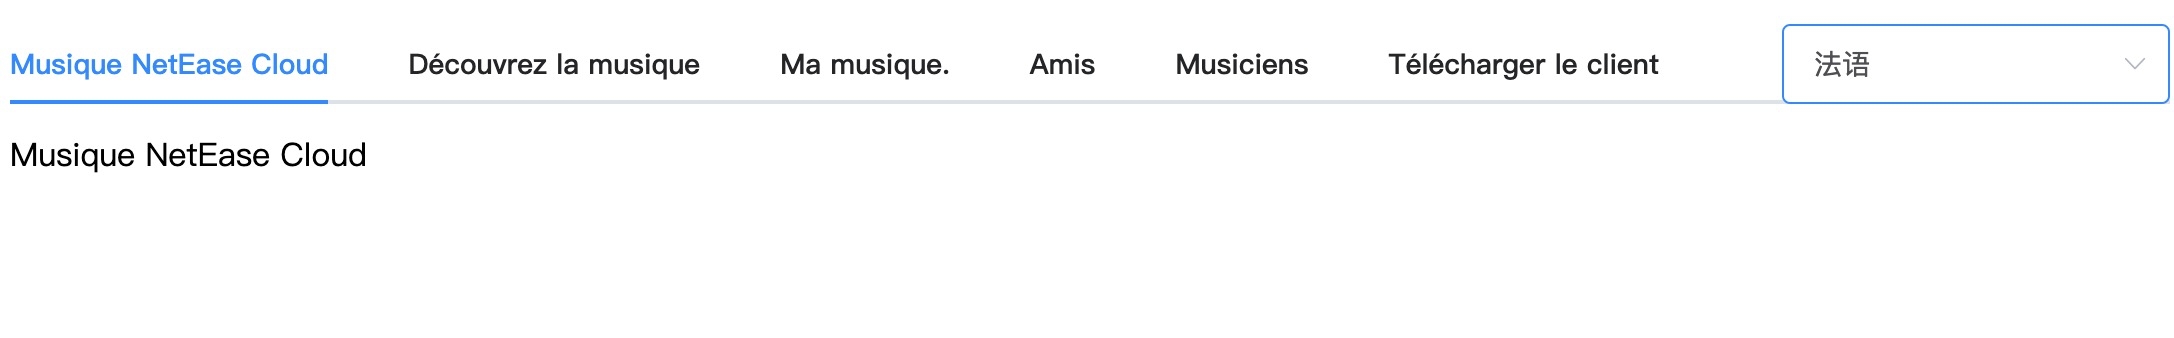 Musique NetEase Cloud Découvrez la musique Ma musique. Amis Musiciens Télécharger le client 法语
Musique NetEase Cloud